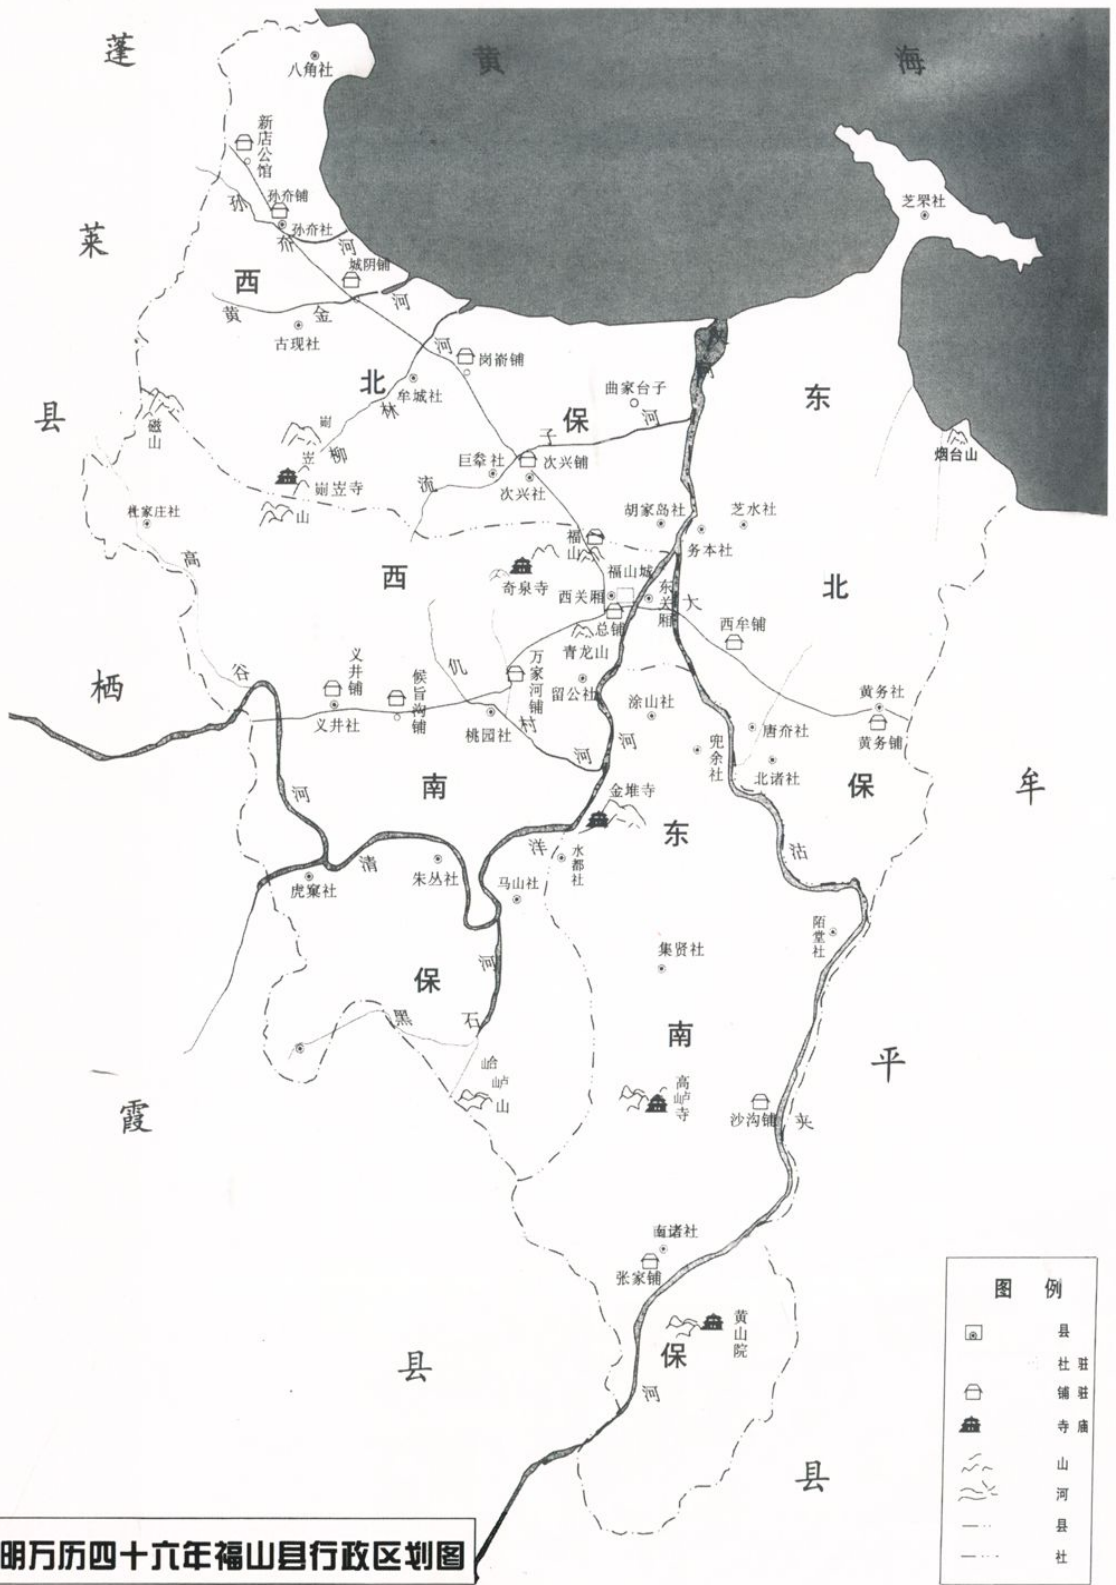 蓬
莱
县
黄
海
八角社
新店公馆
孙夼铺
孙夼社
孙
夼
河
城阴铺
西
黄
金
河
古现社
芝罘社
北
河
岗嵛铺
牟城社
林
柳
曲家台子
保
子
河
东
夹
河
磁山
巨
社
次兴铺
次兴社
流
烟台山
寺
山
杜家庄社
高
胡家岛社
芝水社
务本社
福山
福山城
奇泉寺
西
西关厢
东关厢
大
北
总铺
西牟铺
青龙山
栖
谷
义井铺
候旨沟铺
仉
万家河铺
留公社
涂山社
黄务社
义井社
桃园社
村
河
河
兜余社
唐夼社
黄务铺
北诸社
河
南
金堆寺
保
牟
东
沽
清
朱丛社
洋
水都社
虎窠社
马山社
陌堂社
集贤社
保
河
黑
石
南
平
霞
山
高
寺
沙沟铺
夹
南诸社
张家铺
黄山院
县
保
河
县
图 例
县
社 驻
铺 驻
寺 庙
山
河
县
社
明万历四十六年福山县行政区划图